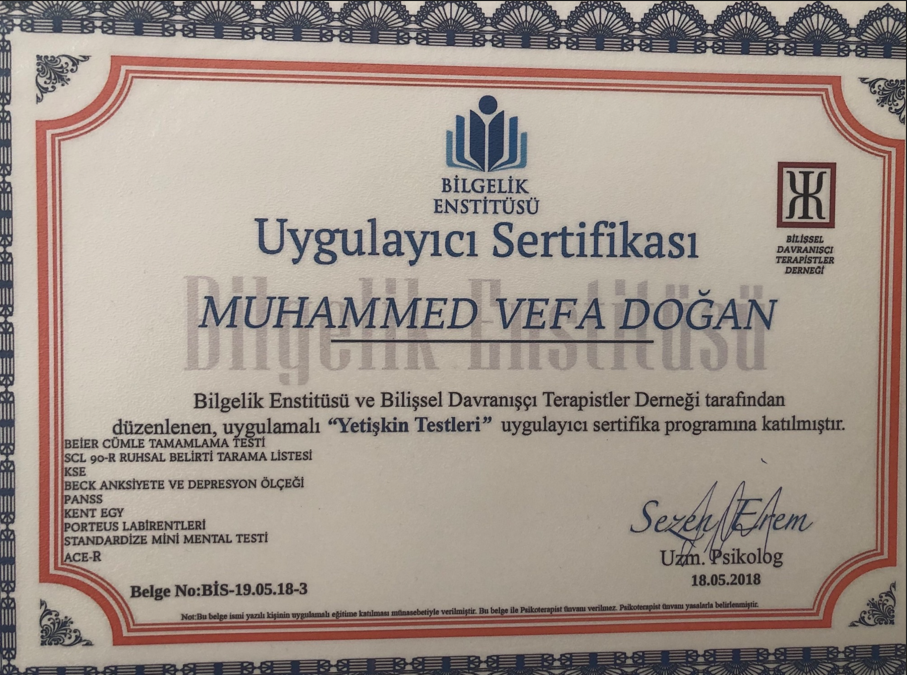 BİLGELİK
ENSTİTÜSÜ
Uygulayıcı Sertifikası
BİLİŞSEL
DAVRANIŞÇI
TERAPİSTLER
DERNEĞİ
Bilgelik Enstitüsü
MUHAMMED VEFA DOĞAN
Bilgelik Enstitüsü ve Bilişsel Davranışçı Terapistler Derneği tarafından
düzenlenen, uygulamalı “Yetişkin Testleri” uygulayıcı sertifika programına katılmıştır.
BEİER CÜMLE TAMAMLAMA TESTİ
SCL 90-R RUHSAL BELİRTİ TARAMA LİSTESİ
KSE
BECK ANKSİYETE VE DEPRESYON ÖLÇEĞİ
PANSS
KENT EGY
PORTEUS LABİRENTLERİ
STANDARDİZE MİNİ MENTAL TESTİ
ACE-R
Sezen Erem
Uzm. Psikolog
18.05.2018
Belge No:BİS-19.05.18-3
Not:Bu belge ismi yazılı kişinin uygulamalı eğitime katılması münasebetiyle verilmiştir. Bu belge ile Psikoterapist ünvanı verilmez. Psikoterapist ünvanı yasalarla belirlenmiştir.